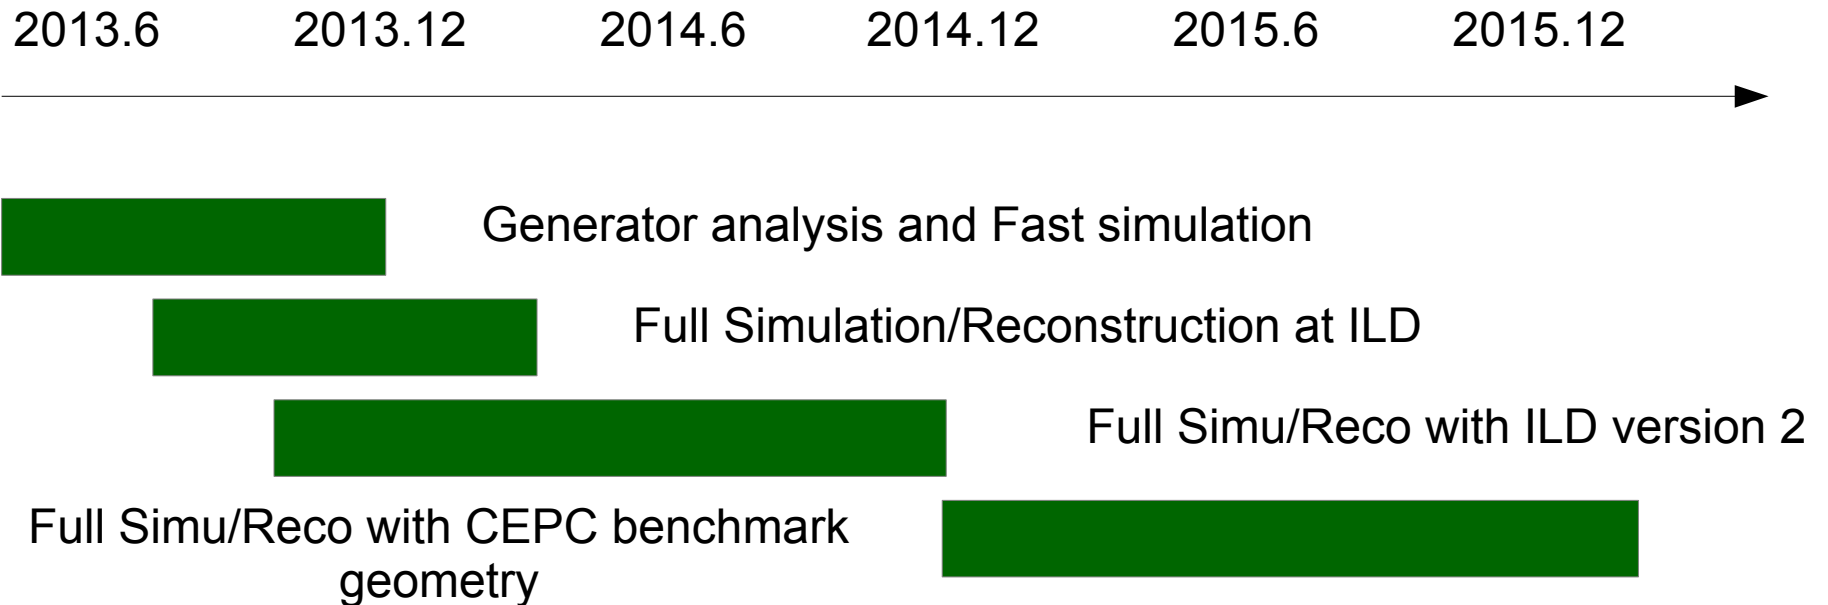 2013.6 2013.12 2014.6 2014.12 2015.6 2015.12
Generator analysis and Fast simulation
Full Simulation/Reconstruction at ILD
Full Simu/Reco with ILD version 2
Full Simu/Reco with CEPC benchmark
geometry